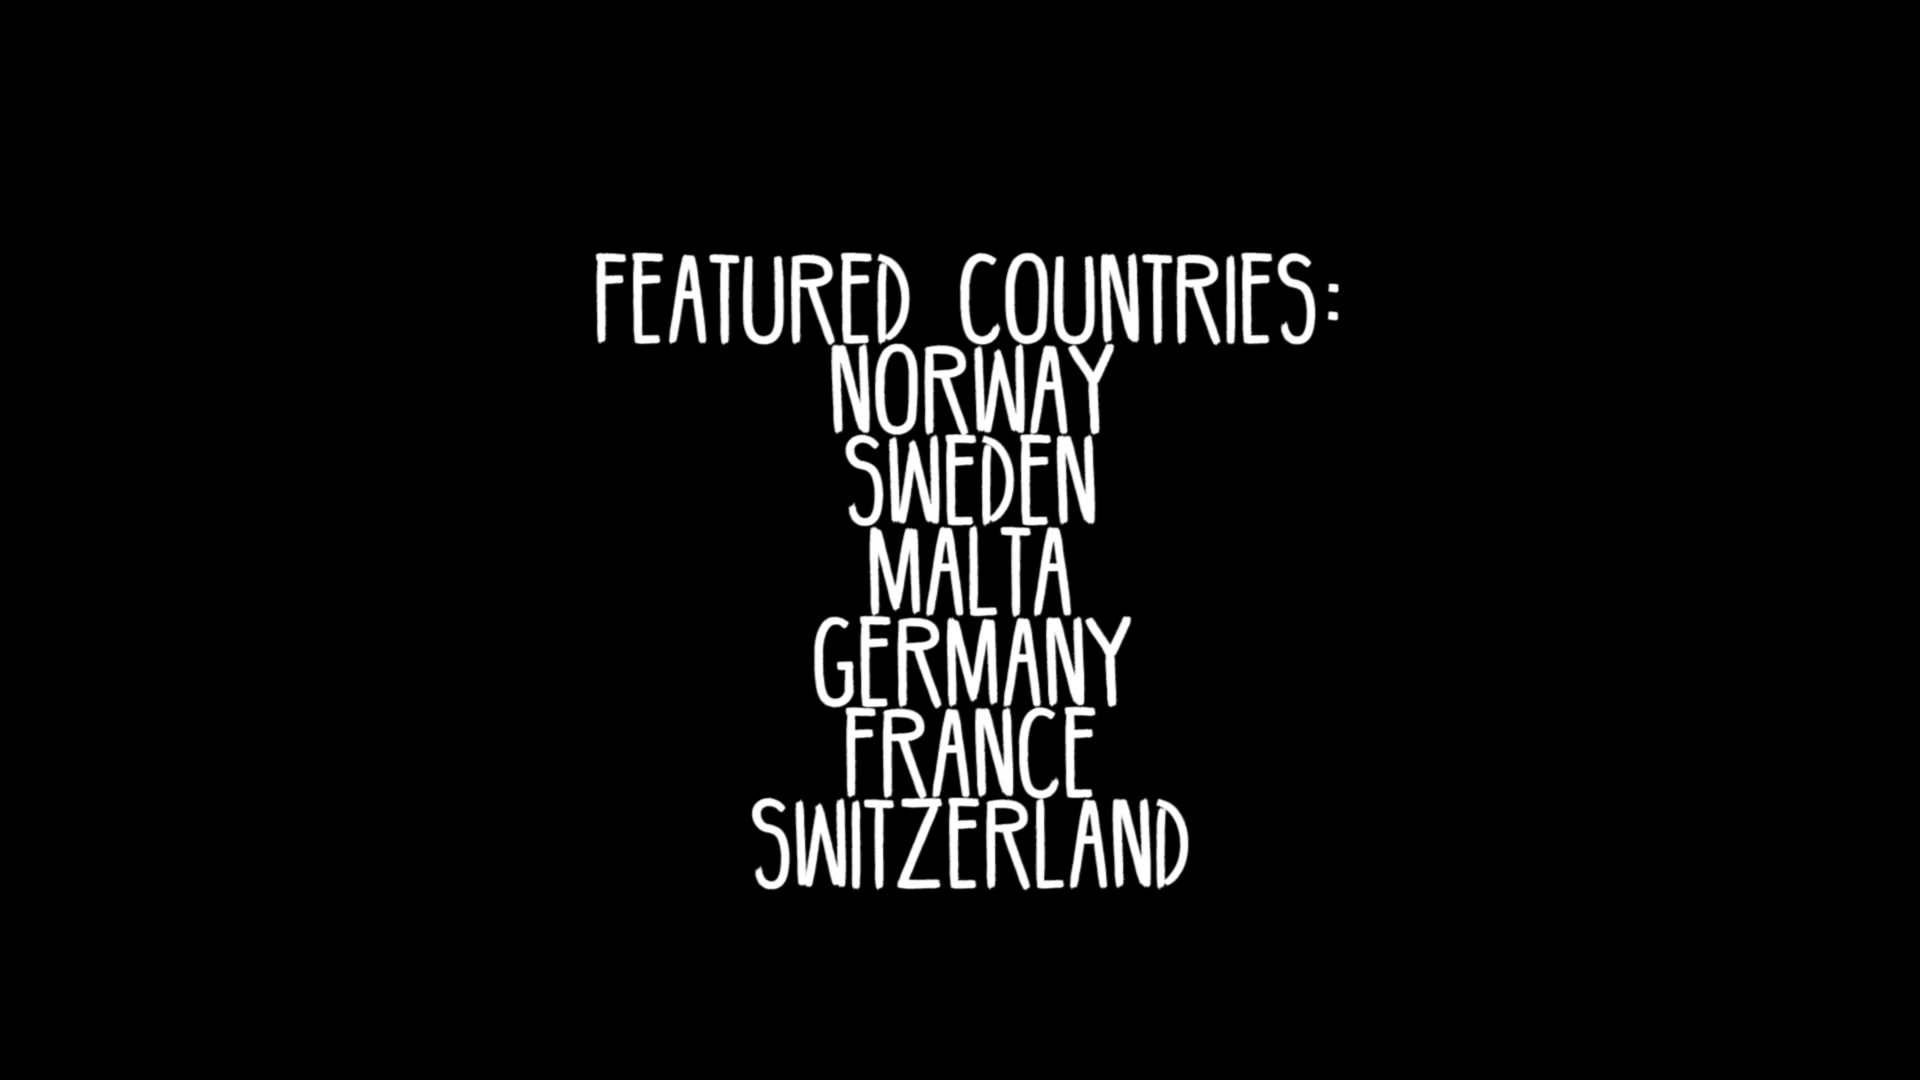 FEATURED COUNTRIES:
NORWAY
SWEDEN
MALTA
GERMANY
FRANCE
SWITZERLAND